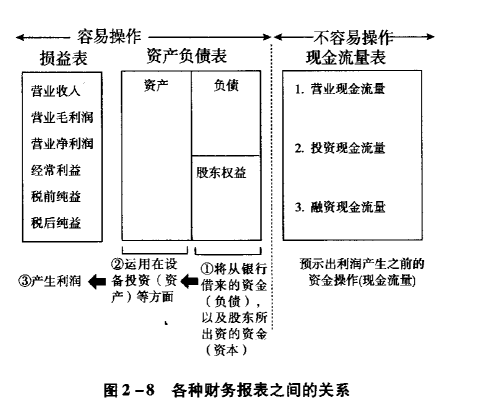 容易操作
不容易操作
损益表
资产负债表
现金流量表
营业收入
营业毛利润
营业净利润
经常利益
税前纯益
税后纯益
资产
负债
股东权益
1. 营业现金流量
2. 投资现金流量
3. 融资现金流量
③产生利润
②运用在设
备投资（资
产）等方面
①将从银行
借来的资金
（负债），
以及股东所
出资的资金
（资本）
预示出利润产生之前的
资金操作(现金流量)
图2-8 各种财务报表之间的关系